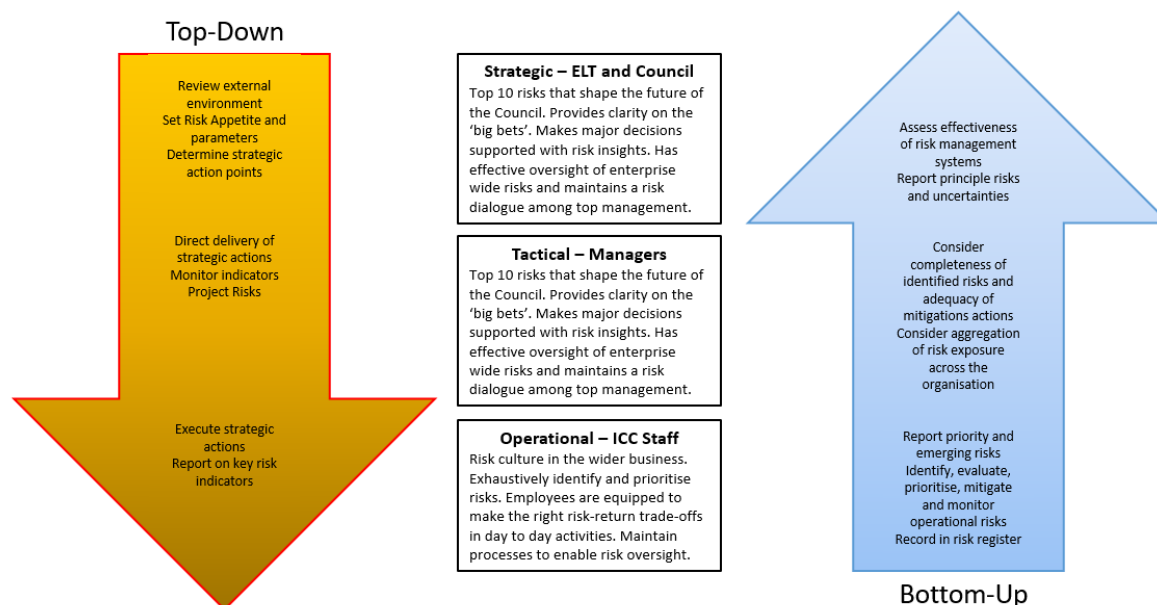 Top-Down
Review external
environment
Set Risk Appetite and
parameters
Determine strategic
action points
Direct delivery of
strategic actions
Monitor indicators
Project Risks
Execute strategic
actions
Report on key risk
indicators
Strategic – ELT and Council
Top 10 risks that shape the future of
the Council. Provides clarity on the
‘big bets’. Makes major decisions
supported with risk insights. Has
effective oversight of enterprise
wide risks and maintains a risk
dialogue among top management.
Tactical – Managers
Top 10 risks that shape the future of
the Council. Provides clarity on the
‘big bets’. Makes major decisions
supported with risk insights. Has
effective oversight of enterprise
wide risks and maintains a risk
dialogue among top management.
Operational – ICC Staff
Risk culture in the wider business.
Exhaustively identify and prioritise
risks. Employees are equipped to
make the right risk-return trade-offs
in day to day activities. Maintain
processes to enable risk oversight.
Assess effectiveness
of risk management
systems
Report principle risks
and uncertainties
Consider
completeness of
identified risks and
adequacy of
mitigations actions
Consider aggregation
of risk exposure
across the
organisation
Report priority and
emerging risks
Identify, evaluate,
prioritise, mitigate
and monitor
operational risks
Record in risk register
Bottom-Up